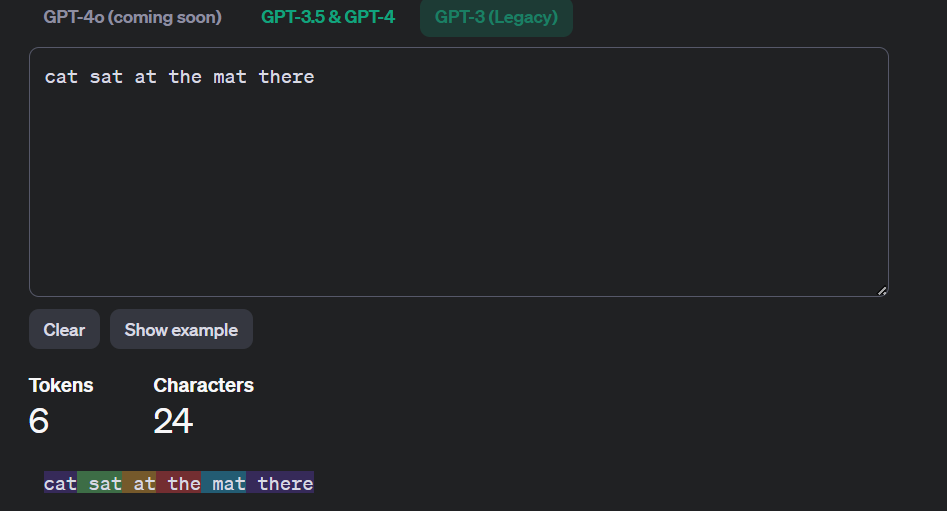 GPT-4o (coming soon) GPT-3.5 & GPT-4 GPT-3 (Legacy)
cat sat at the mat there
Clear Show example
Tokens Characters
6 24
cat sat at the mat there